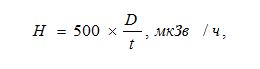 H = 500 × D/t, мкЗв /ч,